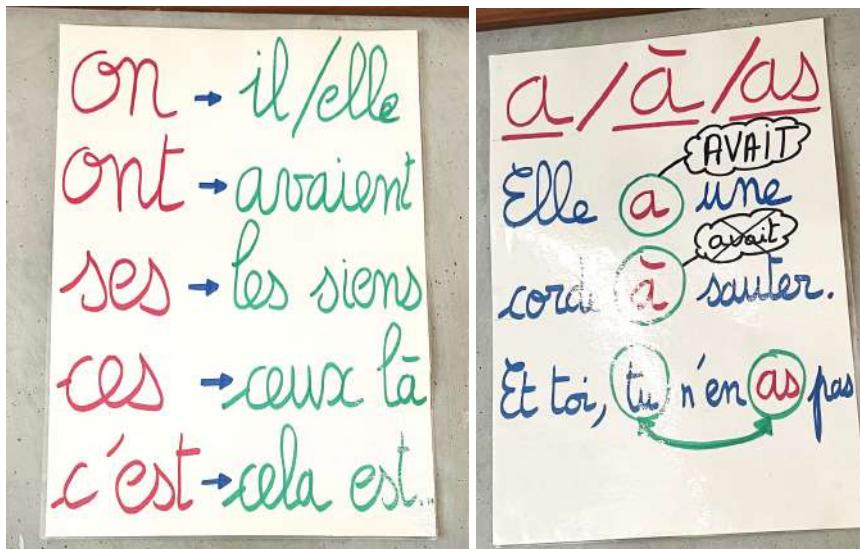 on → il/elle
ont → avaient
ses → les siens
ces → ceux là
c'est → cela est...
a/à/as
AVAIT
Elle a une
avait
cord à sauter.
Et toi, tu n'en as pas